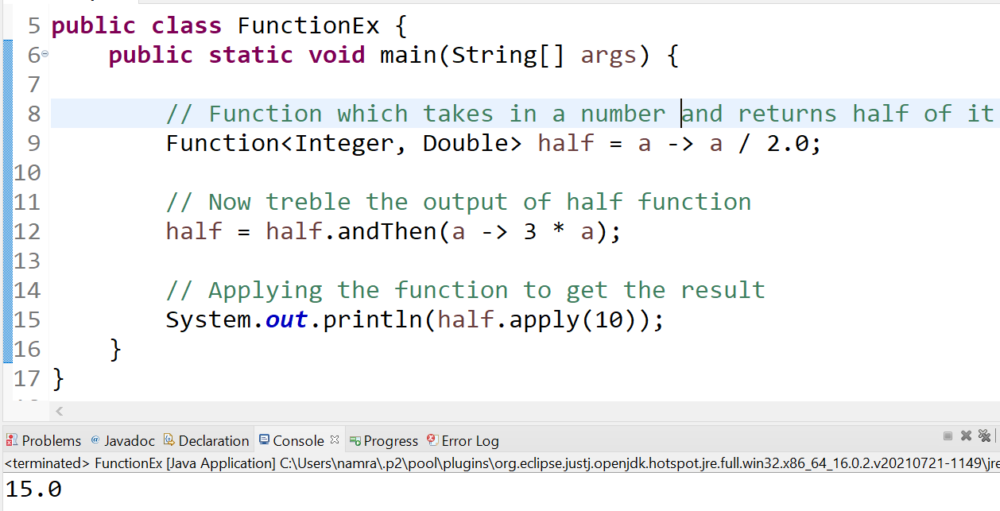 5 public class FunctionEx {
6 public static void main(String[] args) {
7
8 // Function which takes in a number and returns half of it
9 Function<Integer, Double> half = a -> a / 2.0;
10
11 // Now treble the output of half function
12 half = half.andThen(a -> 3 * a);
13
14 // Applying the function to get the result
15 System.out.println(half.apply(10));
16 }
17 }
Problems @ Javadoc Declaration Console Progress Error Log
<terminated> FunctionEx [Java Application] C:\Users\namra\.p2\pool\plugins\org.eclipse.justj.openjdk.hotspot.jre.full.win32.x86_64_16.0.2.v20210721-1149\jre
15.0